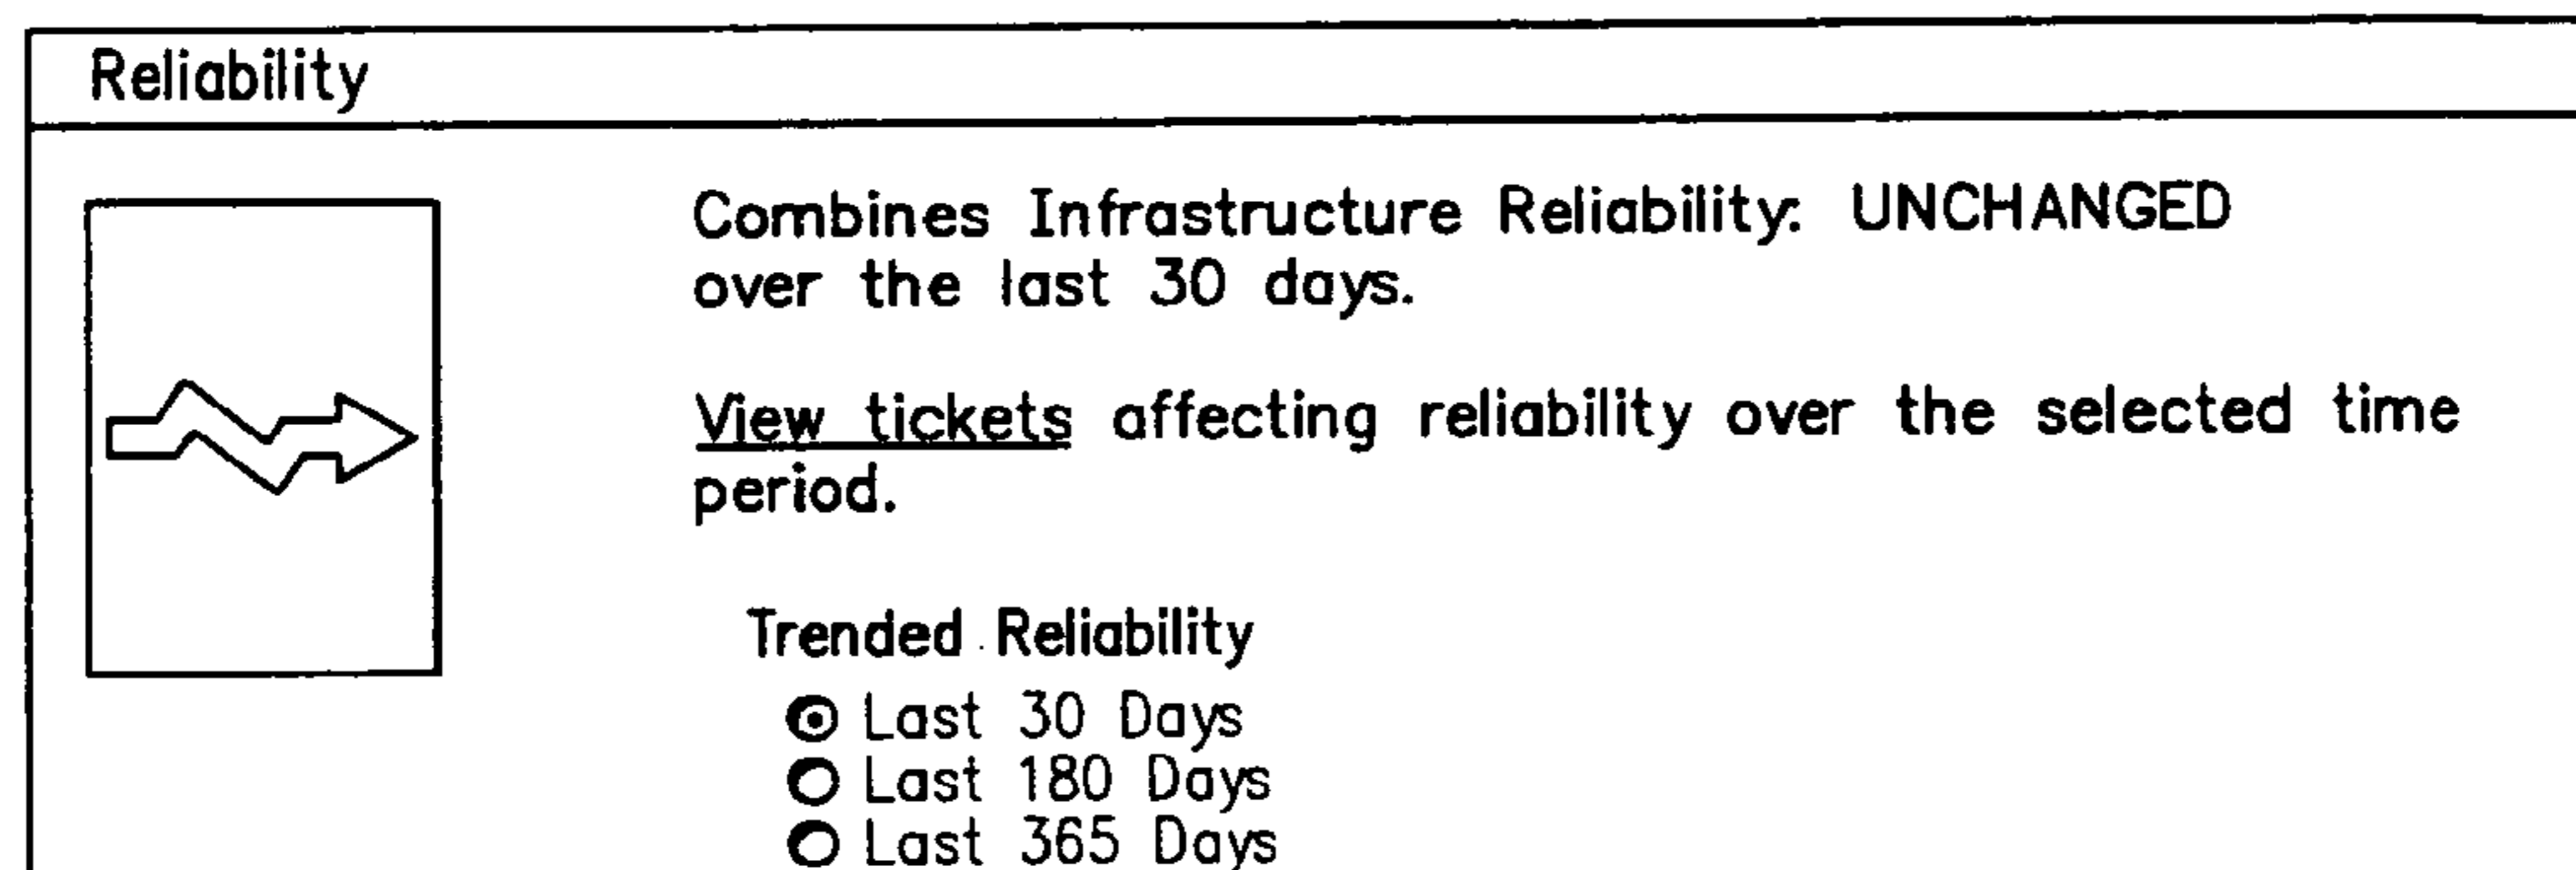 Reliability
Combines Infrastructure Reliability: UNCHANGED
over the last 30 days.
View tickets affecting reliability over the selected time
period.
Trended Reliability
Last 30 Days
Last 180 Days
Last 365 Days